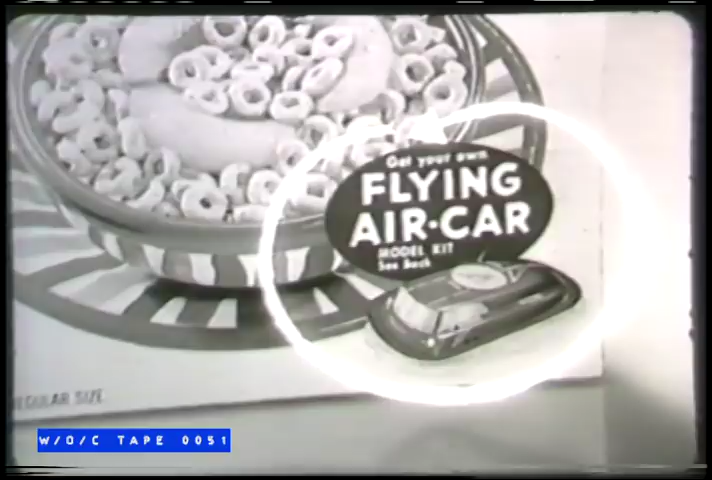 Get your own
FLYING
AIR-CAR
MODEL KIT
See Back
REGULAR SIZE
W/O/C TAPE 0051